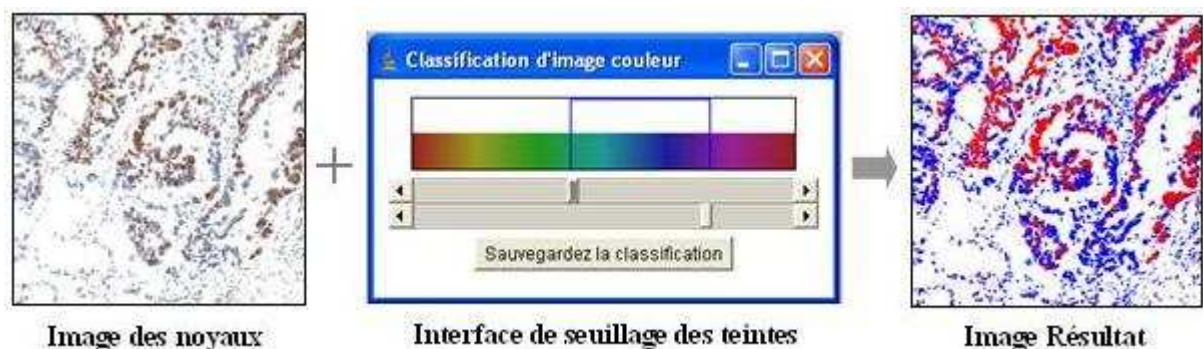 Classification d'image couleur
Sauvegardez la classification
Image des noyaux
Interface de seuillage des teintes
Image Résultat